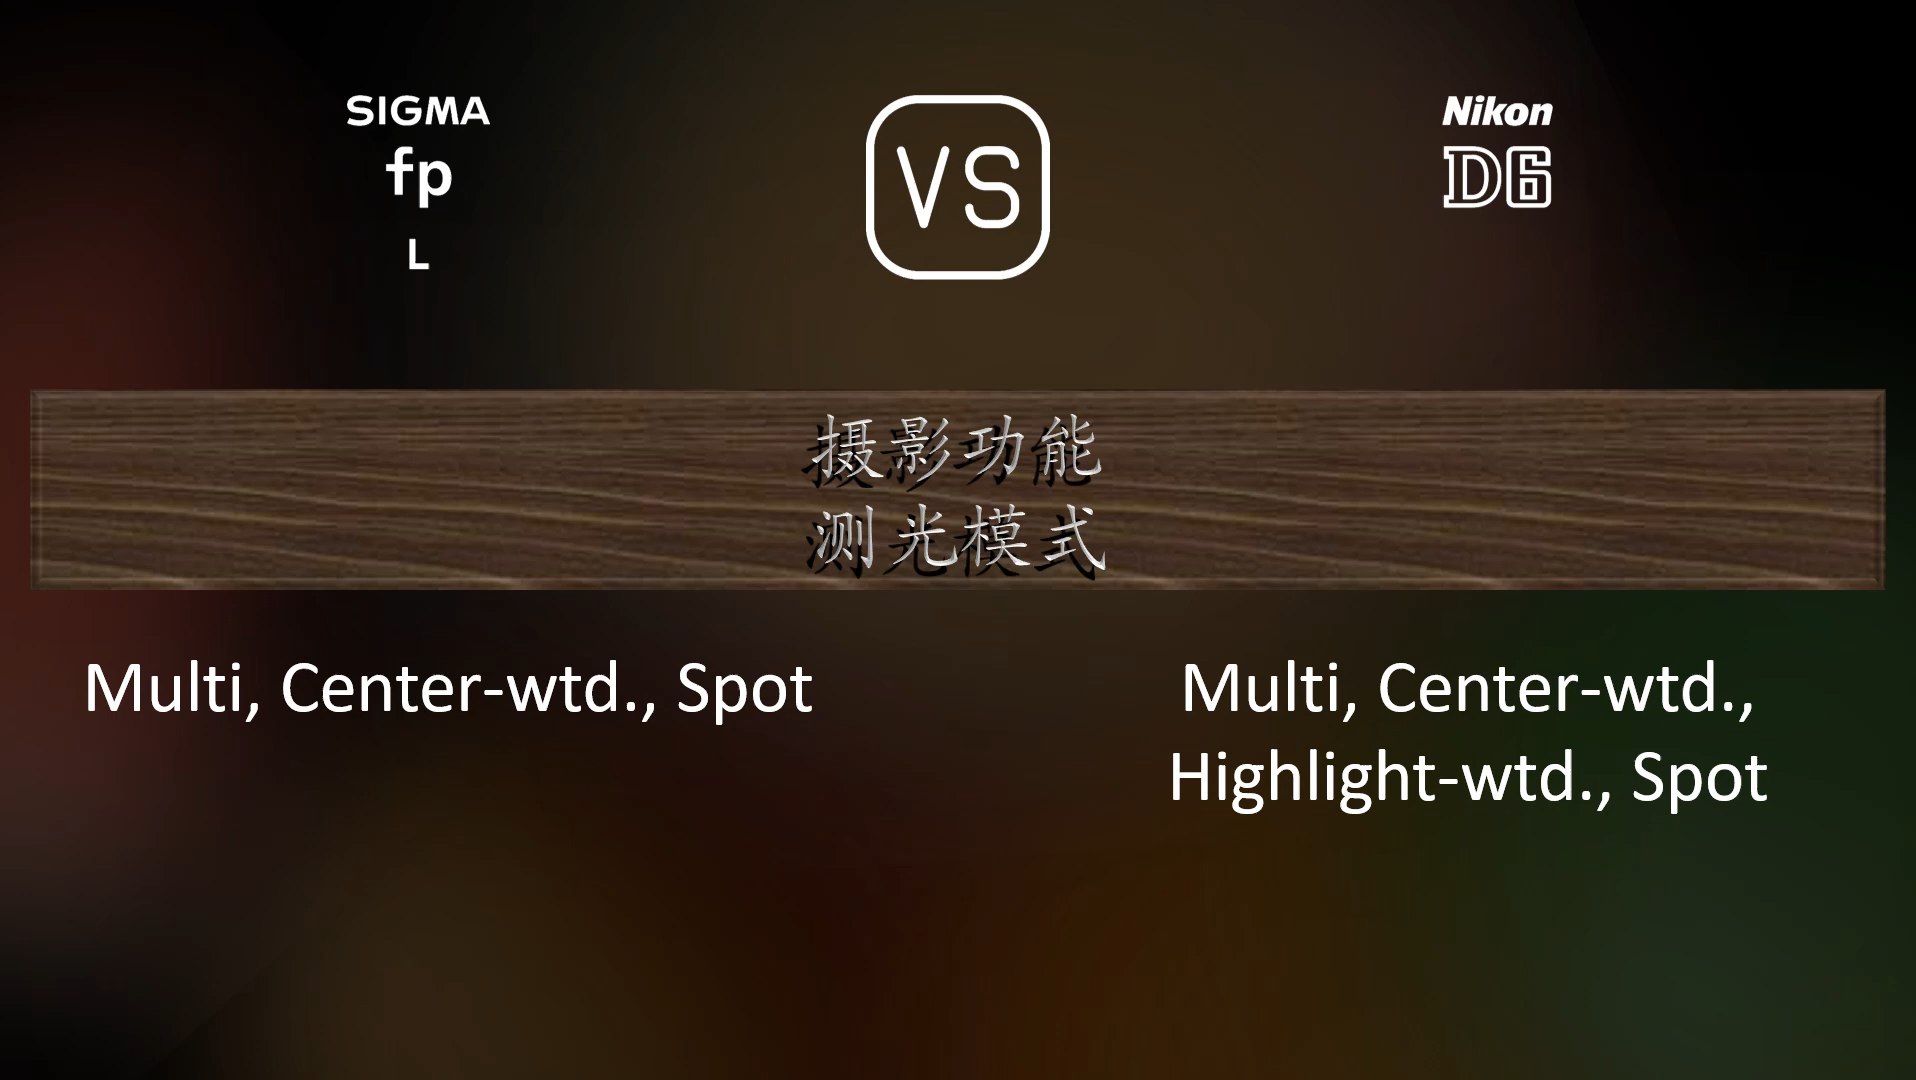 SIGMA
fp
L
VS
Nikon
D6
摄影功能
测光模式
Multi, Center-wtd., Spot
Multi, Center-wtd.,
Highlight-wtd., Spot